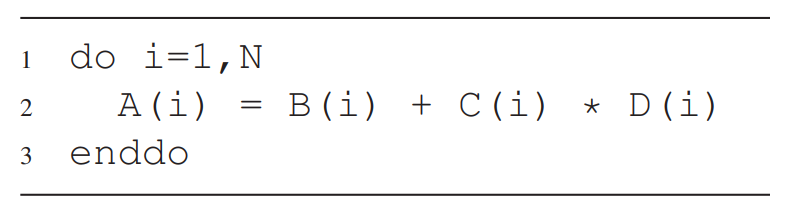 1 do i=1,N
2 A(i) = B(i) + C(i) * D(i)
3 enddo